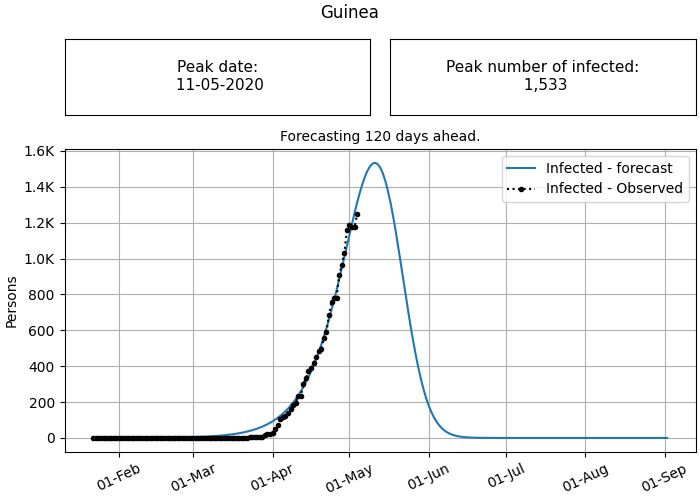 Guinea
Peak date:
11-05-2020
Peak number of infected:
1,533
Forecasting 120 days ahead.
1.6K
1.4K
1.2K
1.0K
800
600
400
200
0
Persons
Infected - forecast
Infected - Observed
01-Feb
01-Mar
01-Apr
01-May
01-Jun
01-Jul
01-Aug
01-Sep